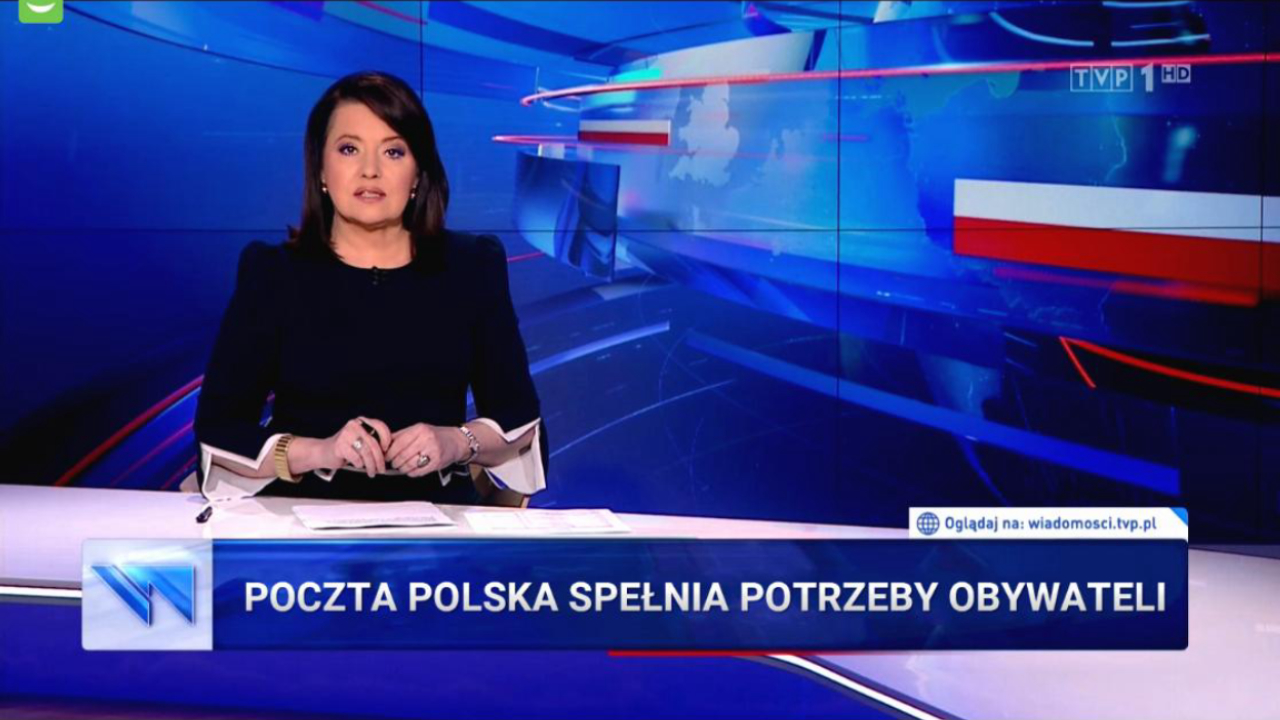 TVP 1 HD
Oglądaj na: wiadomosci.tvp.pl
POCZTA POLSKA SPEŁNIA POTRZEBY OBYWATELI